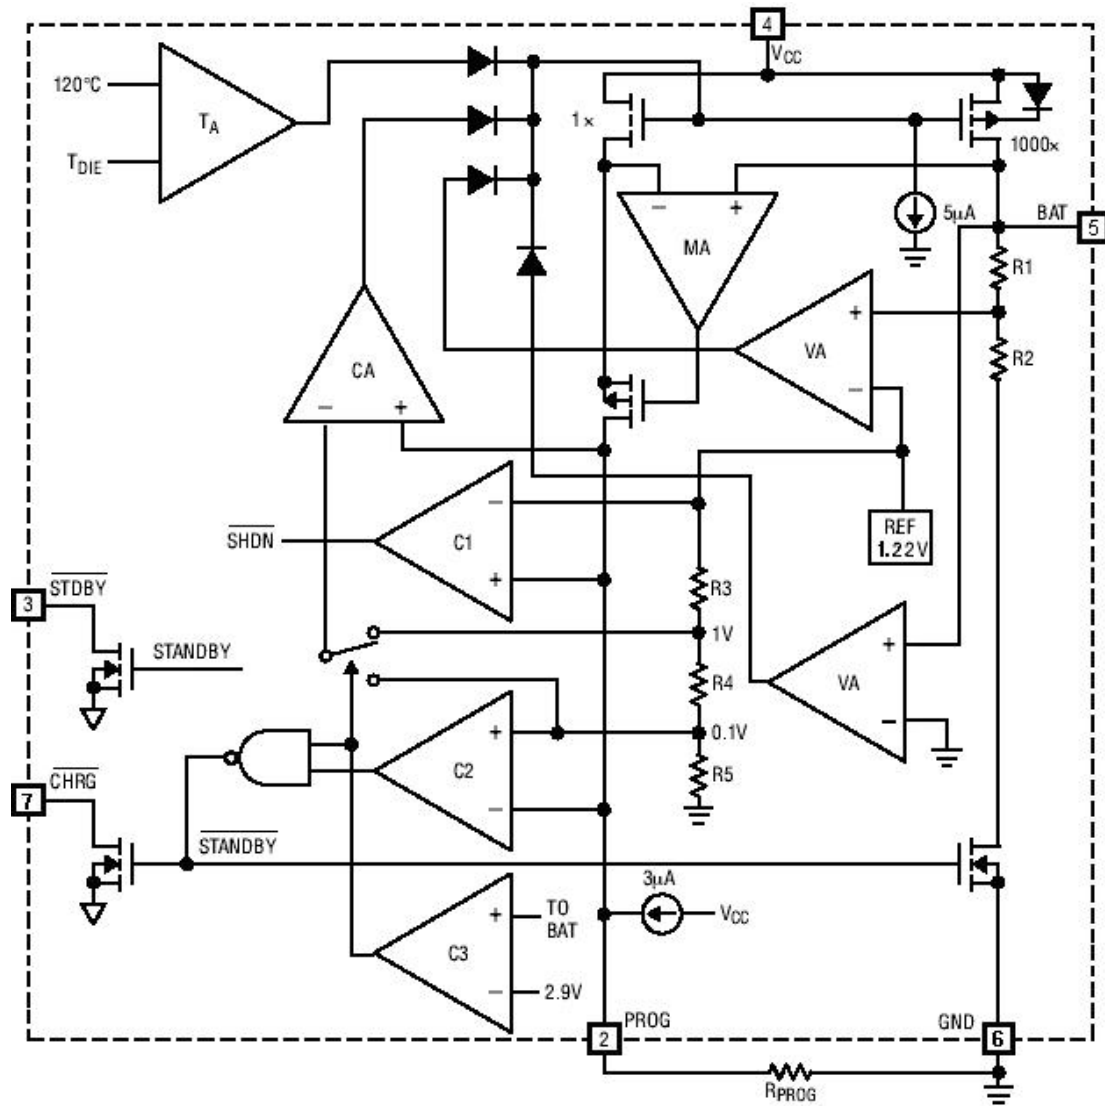 4
VCC
120°C
TA
TDIE
1×
1000×
5µA
BAT
5
− +
MA
R1
+
VA
−
R2
CA
− +
REF
1.22V
−
C1
+
SHDN
R3
STDBY
3
STANDBY
1V
R4
+
VA
−
0.1V
+
C2
−
R5
CHRG
7
STANDBY
3µA
VCC
+
TO
BAT
C3
−
2.9V
PROG
2
GND
6
RPROG